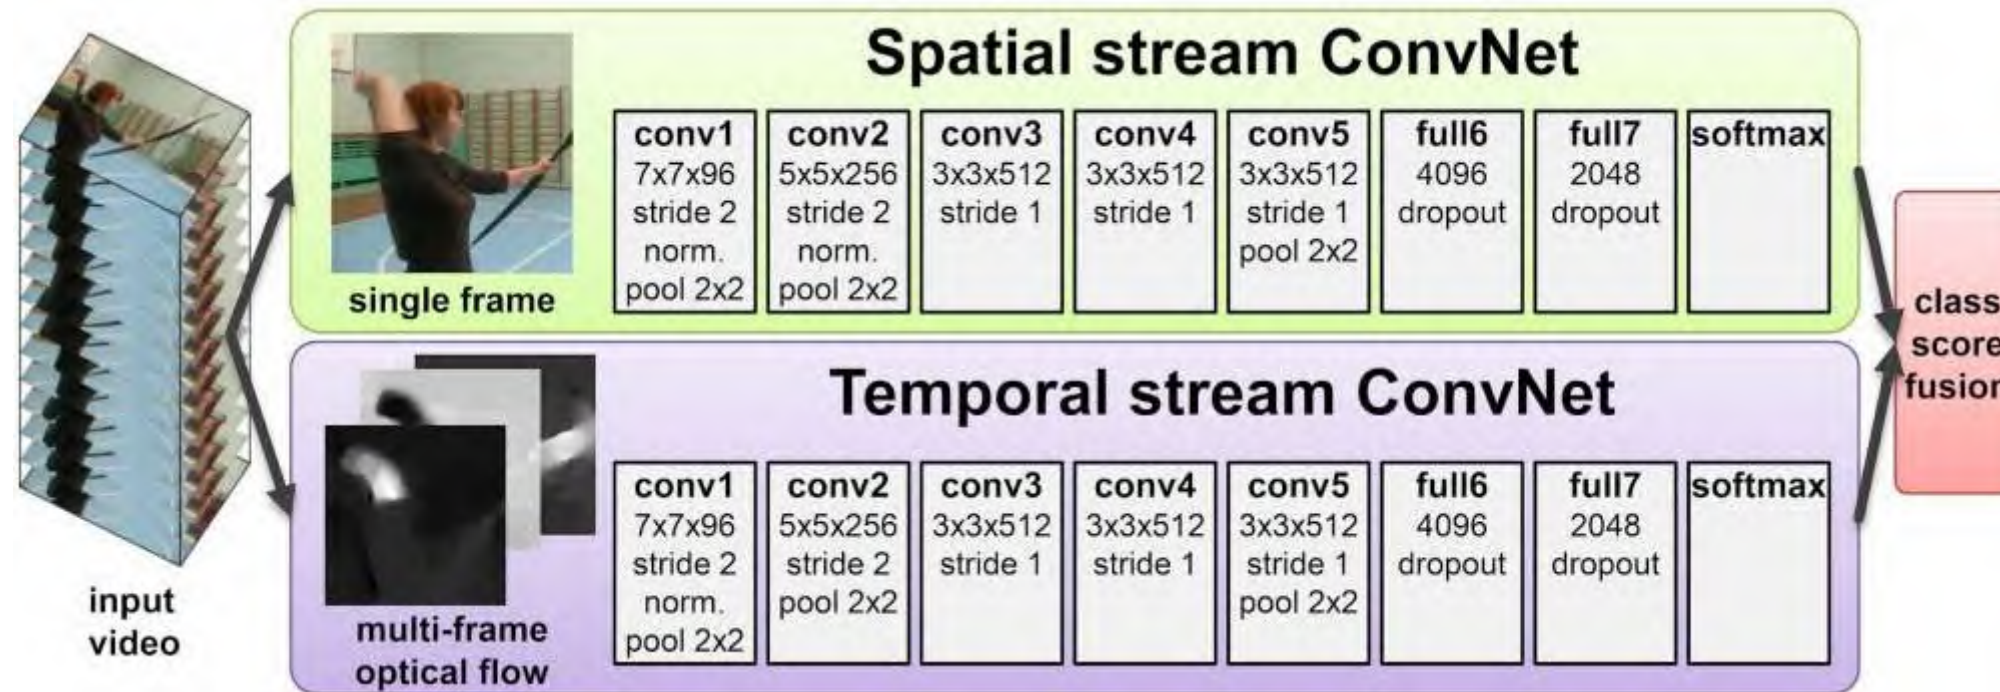 Spatial stream ConvNet
conv1
7x7x96
stride 2
norm.
pool 2x2
conv2
5x5x256
stride 2
norm.
pool 2x2
conv3
3x3x512
stride 1
conv4
3x3x512
stride 1
conv5
3x3x512
stride 1
pool 2x2
full6
4096
dropout
full7
2048
dropout
softmax
single frame
Temporal stream ConvNet
conv1
7x7x96
stride 2
norm.
pool 2x2
conv2
5x5x256
stride 2
pool 2x2
conv3
3x3x512
stride 1
conv4
3x3x512
stride 1
conv5
3x3x512
stride 1
pool 2x2
full6
4096
dropout
full7
2048
dropout
softmax
multi-frame
optical flow
input
video
class
score
fusion